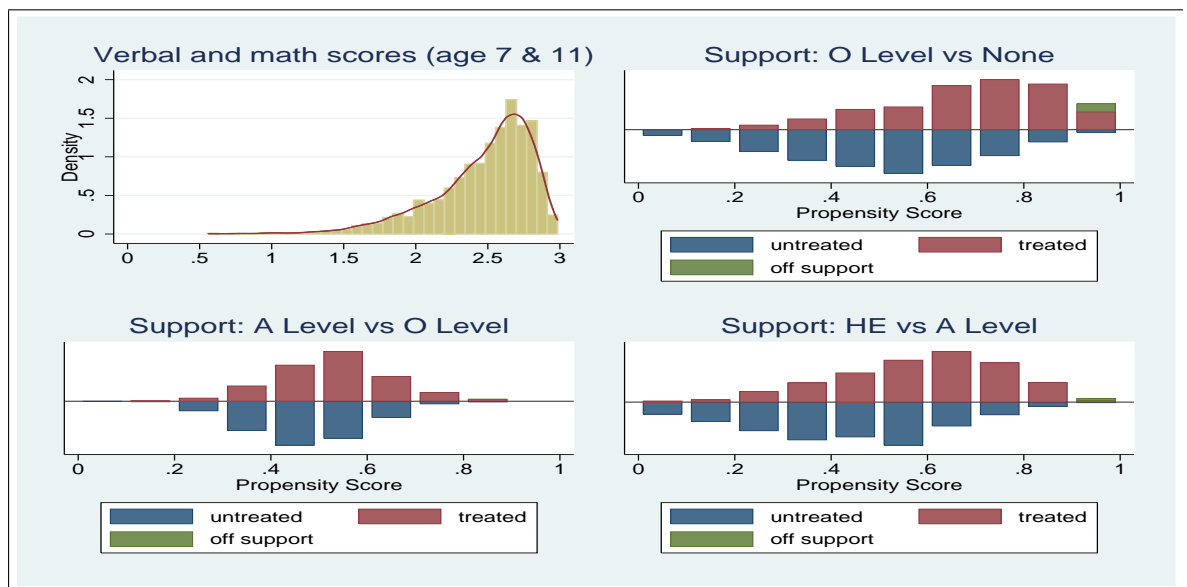 Verbal and math scores (age 7 & 11)
Density
2
1.5
1
.5
0
0 .5 1 1.5 2 2.5 3
Support: O Level vs None
0 .2 .4 .6 .8 1
Propensity Score
untreated treated
off support
Support: A Level vs O Level
0 .2 .4 .6 .8 1
Propensity Score
untreated treated
off support
Support: HE vs A Level
0 .2 .4 .6 .8 1
Propensity Score
untreated treated
off support